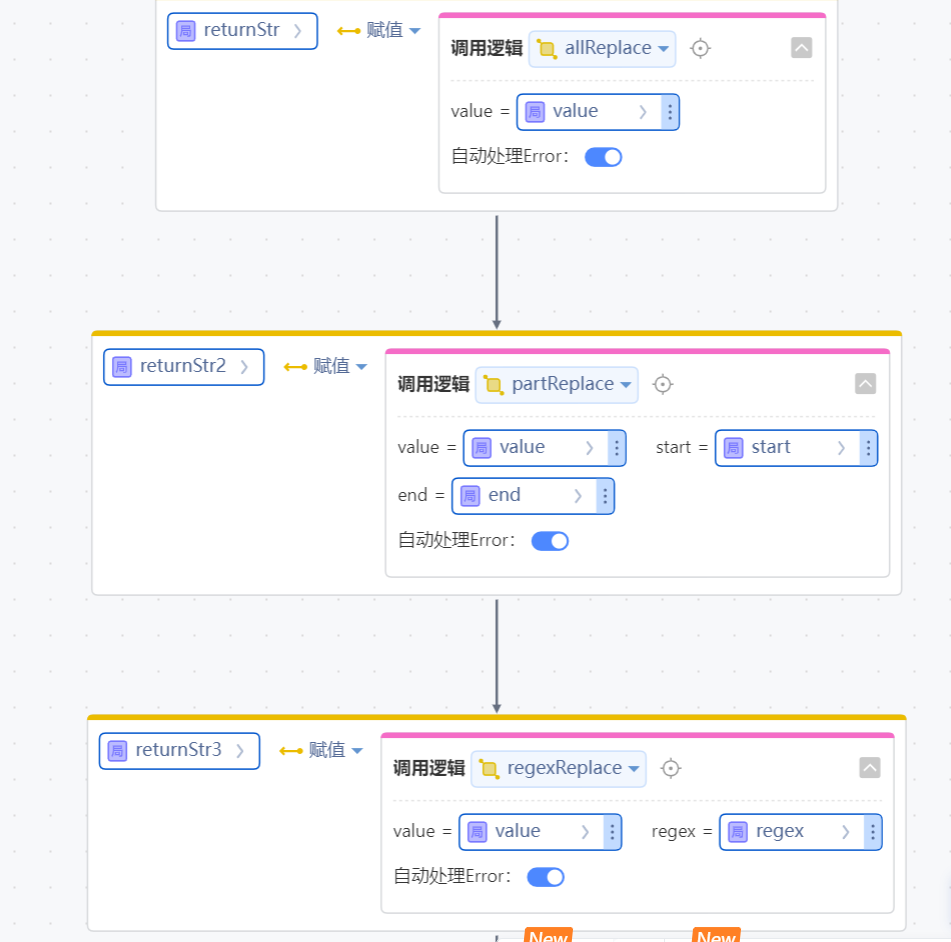 局 returnStr 赋值 调用逻辑 allReplace
value = 局 value
自动处理Error：
局 returnStr2 赋值 调用逻辑 partReplace
value = 局 value start = 局 start
end = 局 end
自动处理Error：
局 returnStr3 赋值 调用逻辑 regexReplace
value = 局 value regex = 局 regex
自动处理Error：
New New